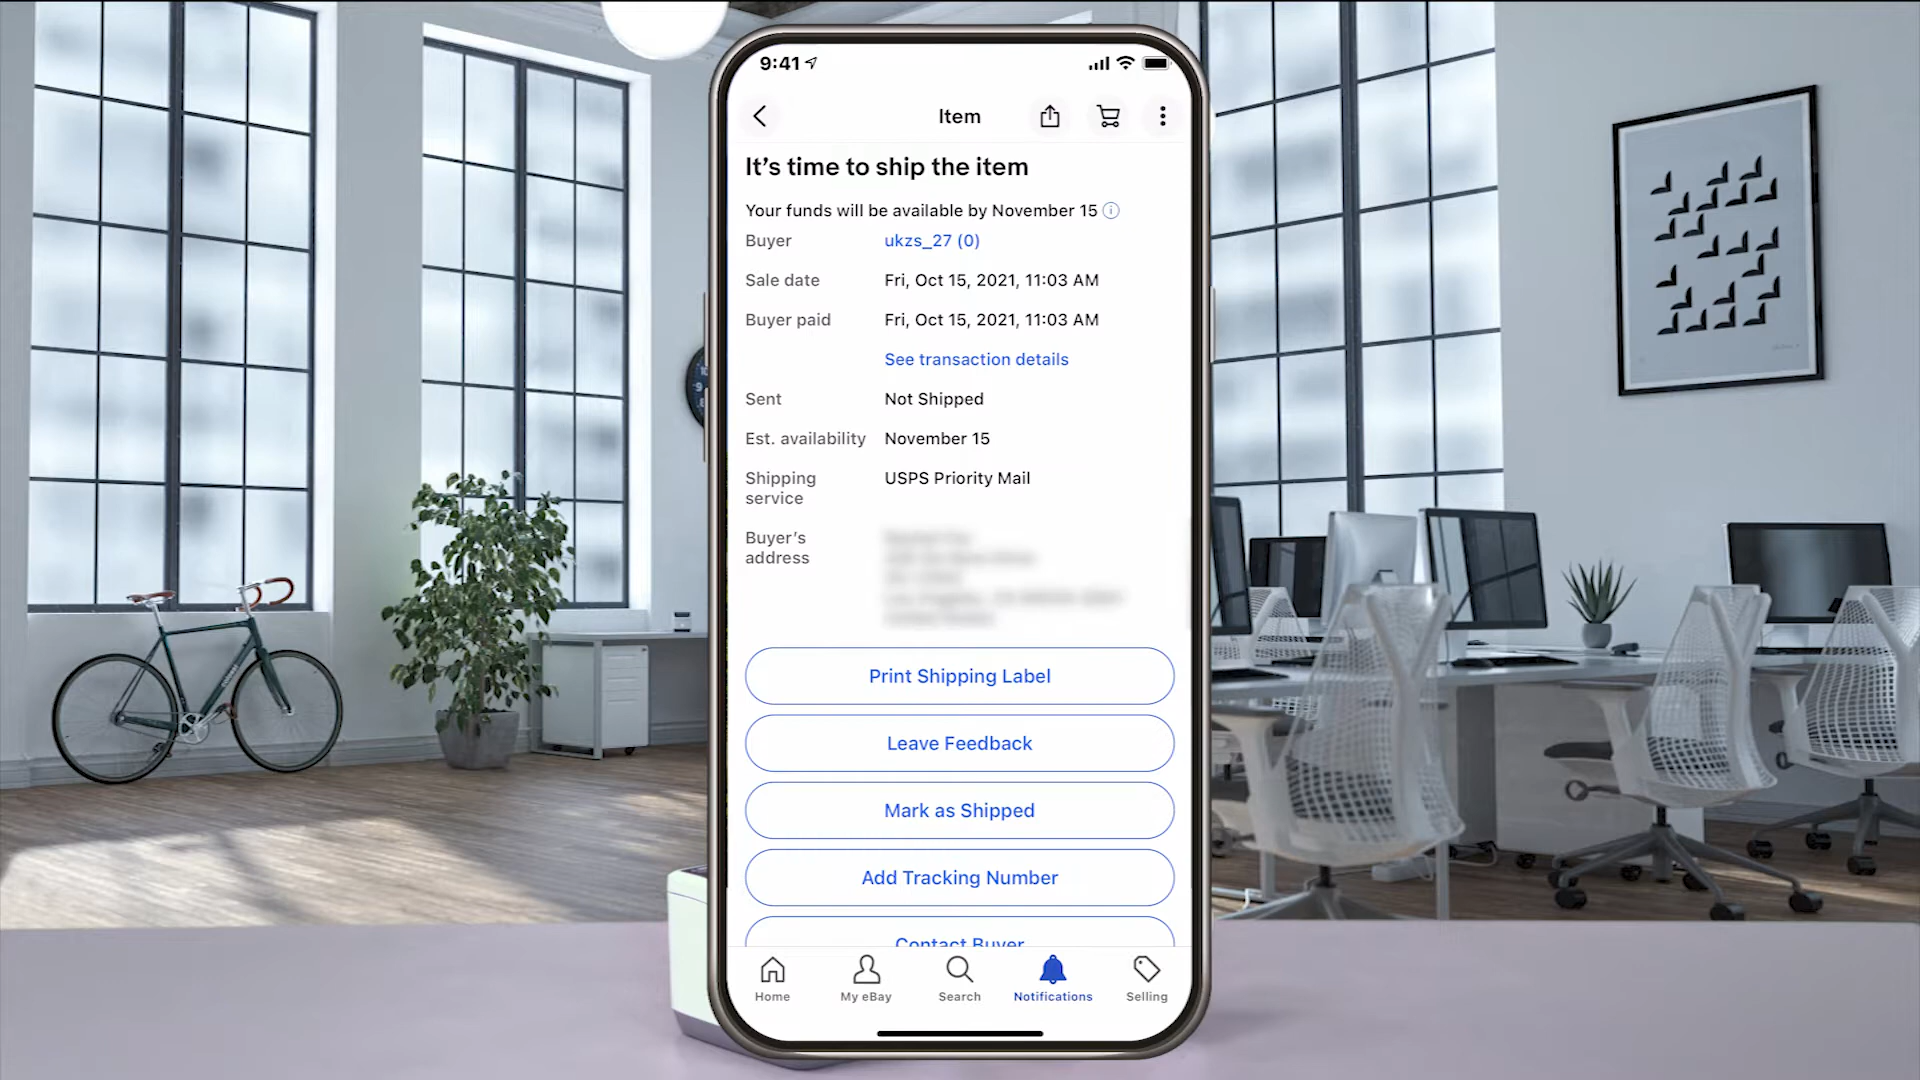 9:41
Item
It's time to ship the item
Your funds will be available by November 15
Buyer ukzs_27 (0)
Sale date Fri, Oct 15, 2021, 11:03 AM
Buyer paid Fri, Oct 15, 2021, 11:03 AM
See transaction details
Sent Not Shipped
Est. availability November 15
Shipping service USPS Priority Mail
Buyer's address
Print Shipping Label
Leave Feedback
Mark as Shipped
Add Tracking Number
Contact Buyer
Home My eBay Search Notifications Selling